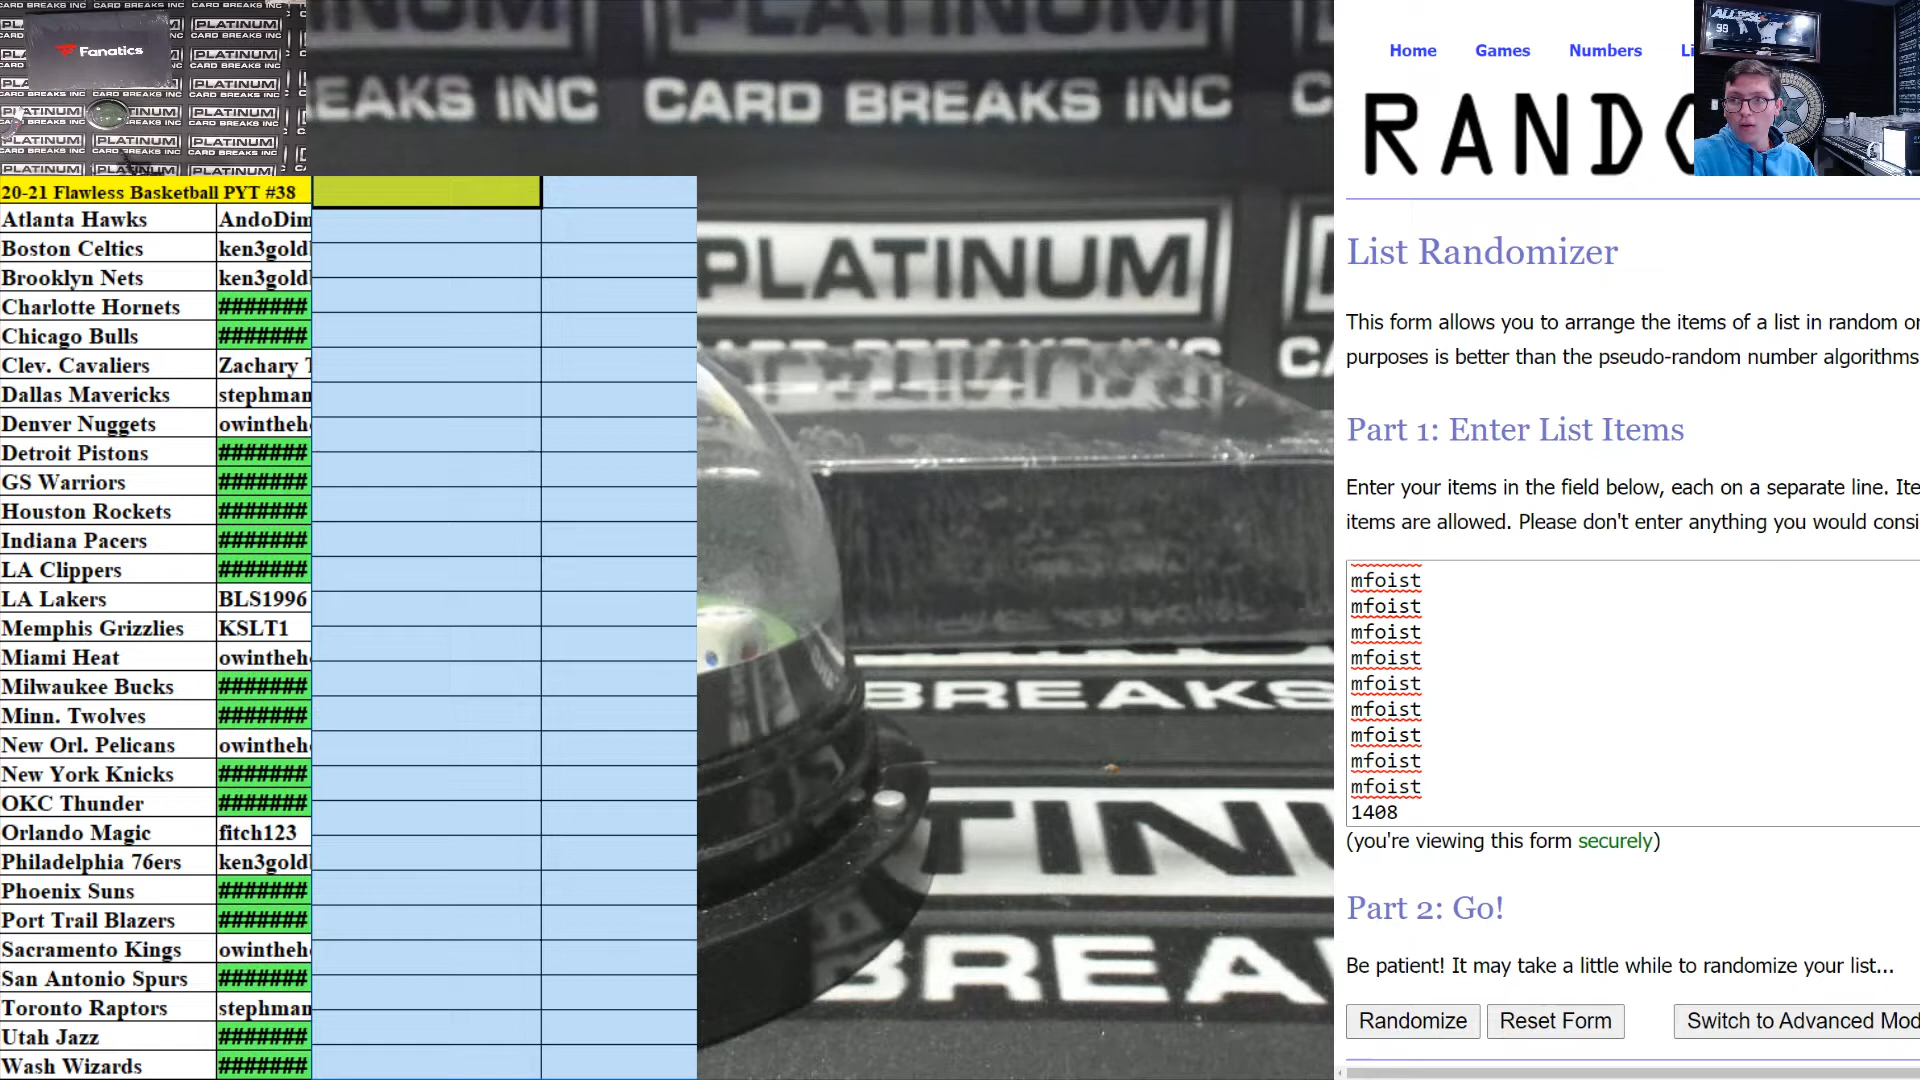 Fanatics
PLATINUM
CARD BREAKS INC
EAKS INC
CARD BREAKS INC
PLATINUM
BREAKS
BREA
20-21 Flawless Basketball PYT #38
Atlanta Hawks AndoDim
Boston Celtics ken3gold
Brooklyn Nets ken3gold
Charlotte Hornets #######
Chicago Bulls #######
Clev. Cavaliers Zachary T
Dallas Mavericks stephman
Denver Nuggets owintheh
Detroit Pistons #######
GS Warriors #######
Houston Rockets #######
Indiana Pacers #######
LA Clippers #######
LA Lakers BLS1996
Memphis Grizzlies KSLT1
Miami Heat owintheh
Milwaukee Bucks #######
Minn. Twolves #######
New Orl. Pelicans owintheh
New York Knicks #######
OKC Thunder #######
Orlando Magic fitch123
Philadelphia 76ers ken3gold
Phoenix Suns #######
Port Trail Blazers #######
Sacramento Kings owintheh
San Antonio Spurs #######
Toronto Raptors stephman
Utah Jazz #######
Wash Wizards #######
Home Games Numbers Li
RANDO
99
List Randomizer
This form allows you to arrange the items of a list in random or
purposes is better than the pseudo-random number algorithms
Part 1: Enter List Items
Enter your items in the field below, each on a separate line. Ite
items are allowed. Please don't enter anything you would consi
mfoist
mfoist
mfoist
mfoist
mfoist
mfoist
mfoist
mfoist
mfoist
1408
(you're viewing this form securely)
Part 2: Go!
Be patient! It may take a little while to randomize your list...
Randomize Reset Form Switch to Advanced Mod